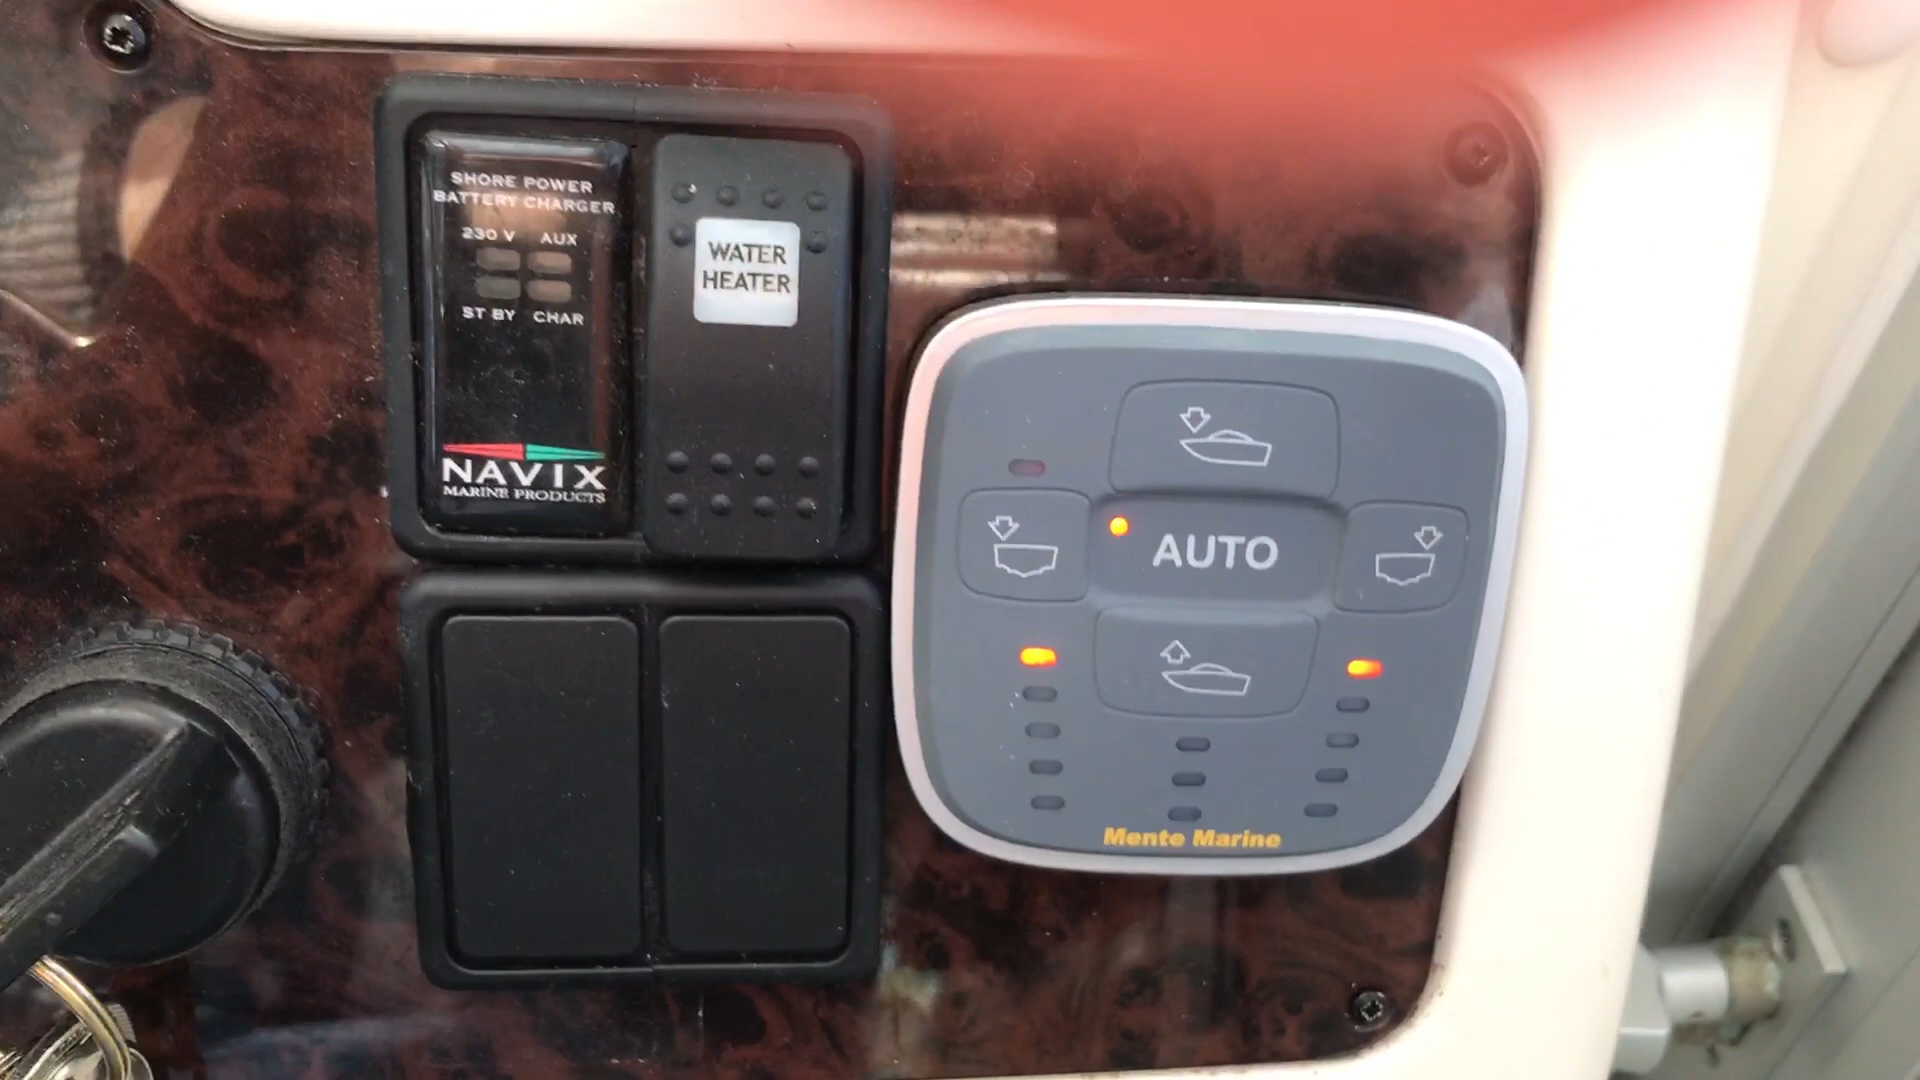 SHORE POWER
BATTERY CHARGER
230 V AUX
ST BY CHAR
NAVIX
MARINE PRODUCTS
WATER
HEATER
AUTO
Mente Marine